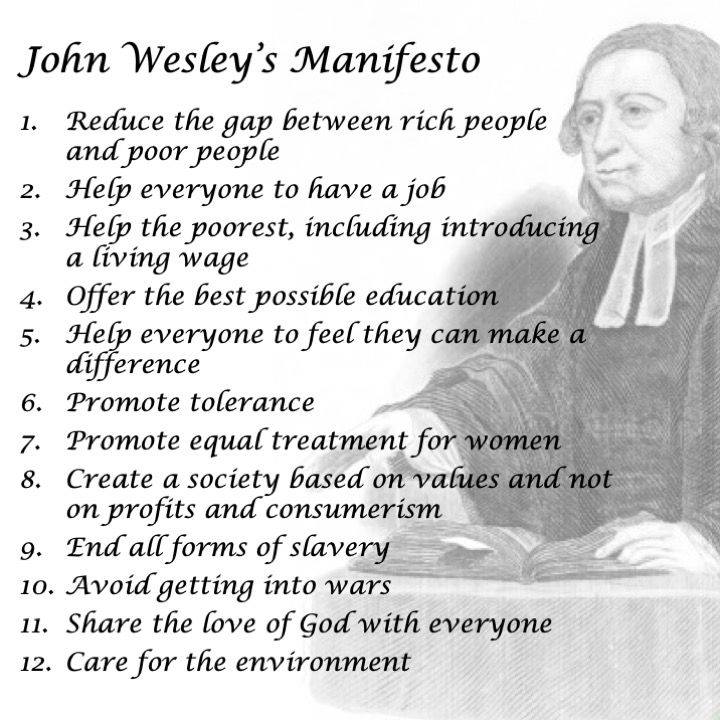 John Wesley's Manifesto
1. Reduce the gap between rich people
and poor people
2. Help everyone to have a job
3. Help the poorest, including introducing
a living wage
4. Offer the best possible education
5. Help everyone to feel they can make a
difference
6. Promote tolerance
7. Promote equal treatment for women
8. Create a society based on values and not
on profits and consumerism
9. End all forms of slavery
10. Avoid getting into wars
11. Share the love of God with everyone
12. Care for the environment